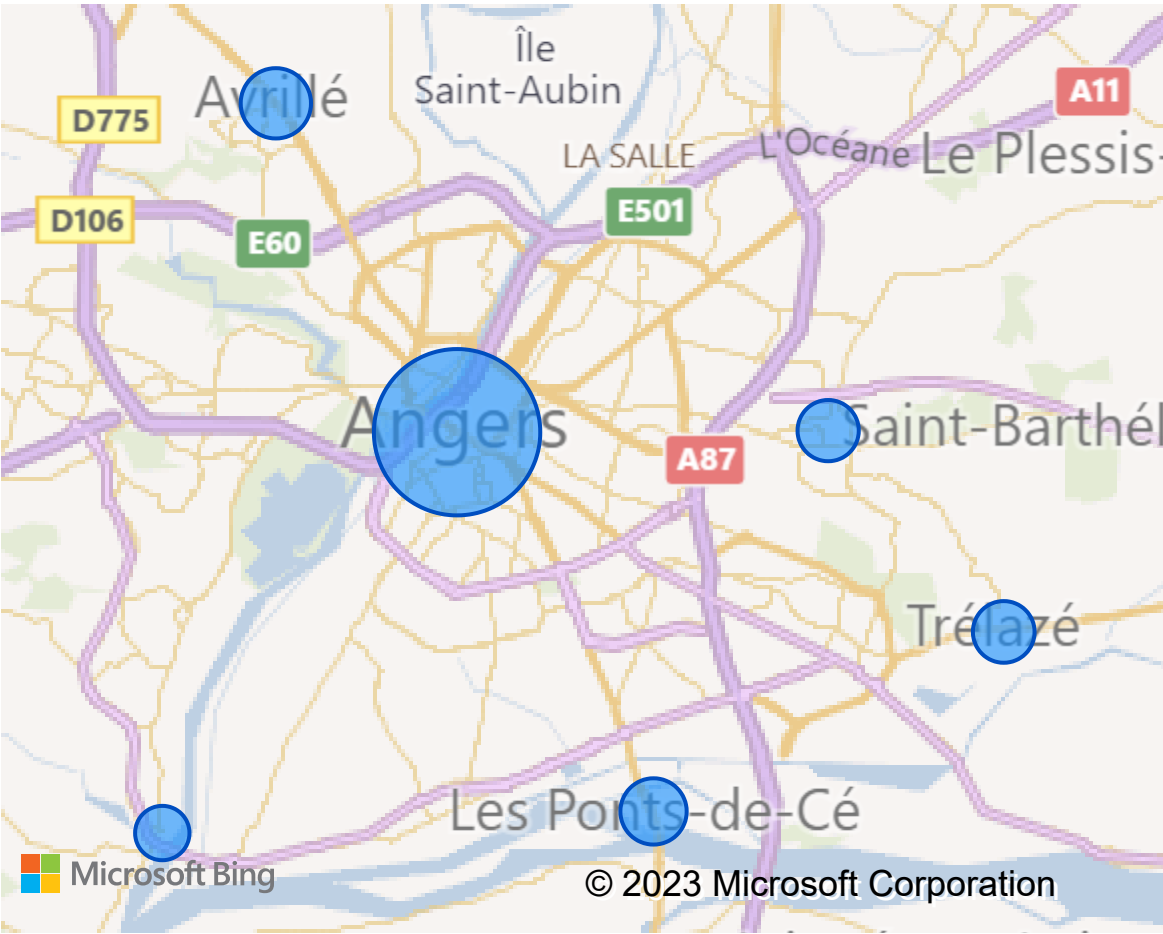 Île
Saint-Aubin
Avrillé
A11
D775
L'Océane
LA SALLE
Le Plessis-
D106
E501
E60
Angers
Saint-Barthél
A87
Trélazé
Les Ponts-de-Cé
Microsoft Bing
© 2023 Microsoft Corporation